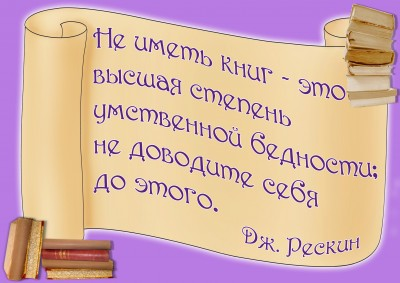 Не иметь книг - это
высшая степень
умственной бедности;
не доводите себя
до этого.
Дж. Рескин